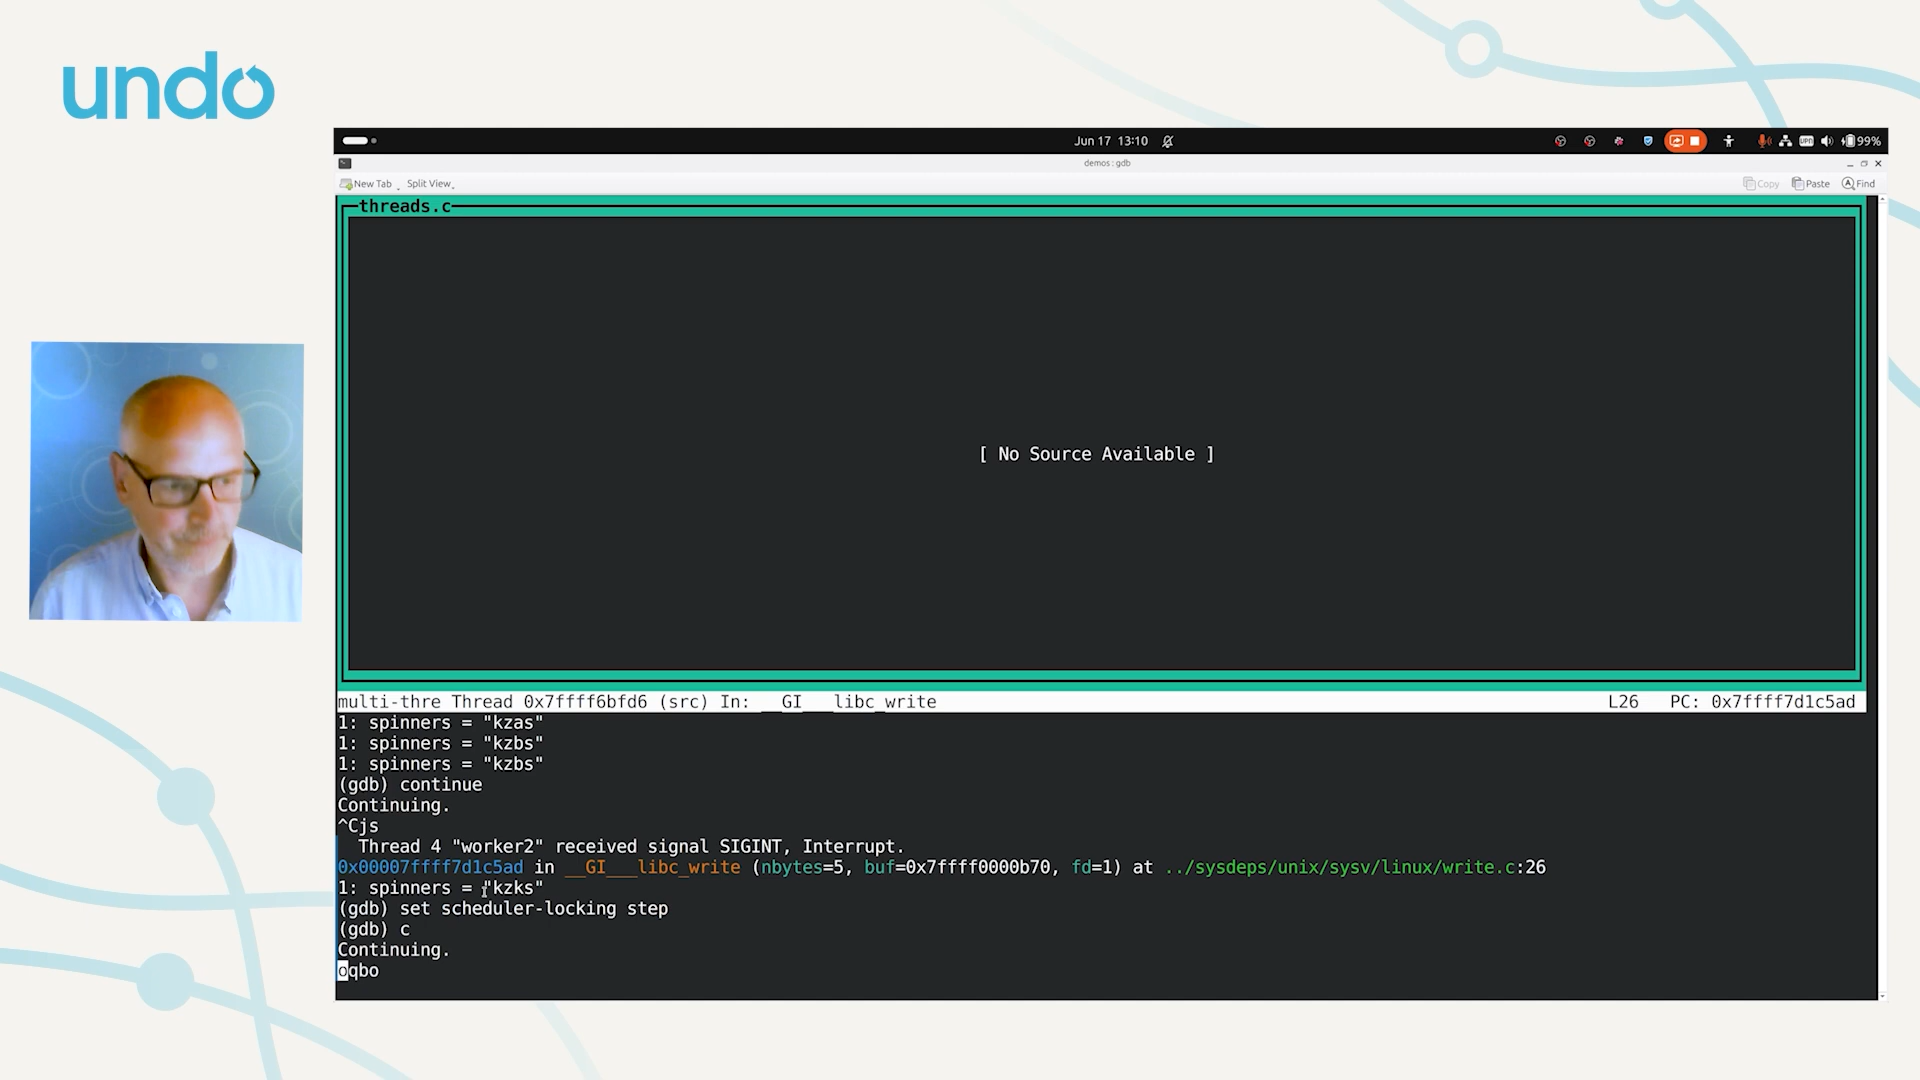 undo
Jun 17 13:10
99%
demos : gdb
New Tab
Split View
Copy
Paste
Find
threads.c
[ No Source Available ]
multi-thre Thread 0x7ffff6bfd6 (src) In: __GI___libc_write L26 PC: 0x7ffff7d1c5ad
1: spinners = "kzas"
1: spinners = "kzbs"
1: spinners = "kzbs"
(gdb) continue
Continuing.
^Cjs
Thread 4 "worker2" received signal SIGINT, Interrupt.
0x00007ffff7d1c5ad in __GI___libc_write (nbytes=5, buf=0x7ffff0000b70, fd=1) at ../sysdeps/unix/sysv/linux/write.c:26
1: spinners = "kzks"
(gdb) set scheduler-locking step
(gdb) c
Continuing.
oqbo